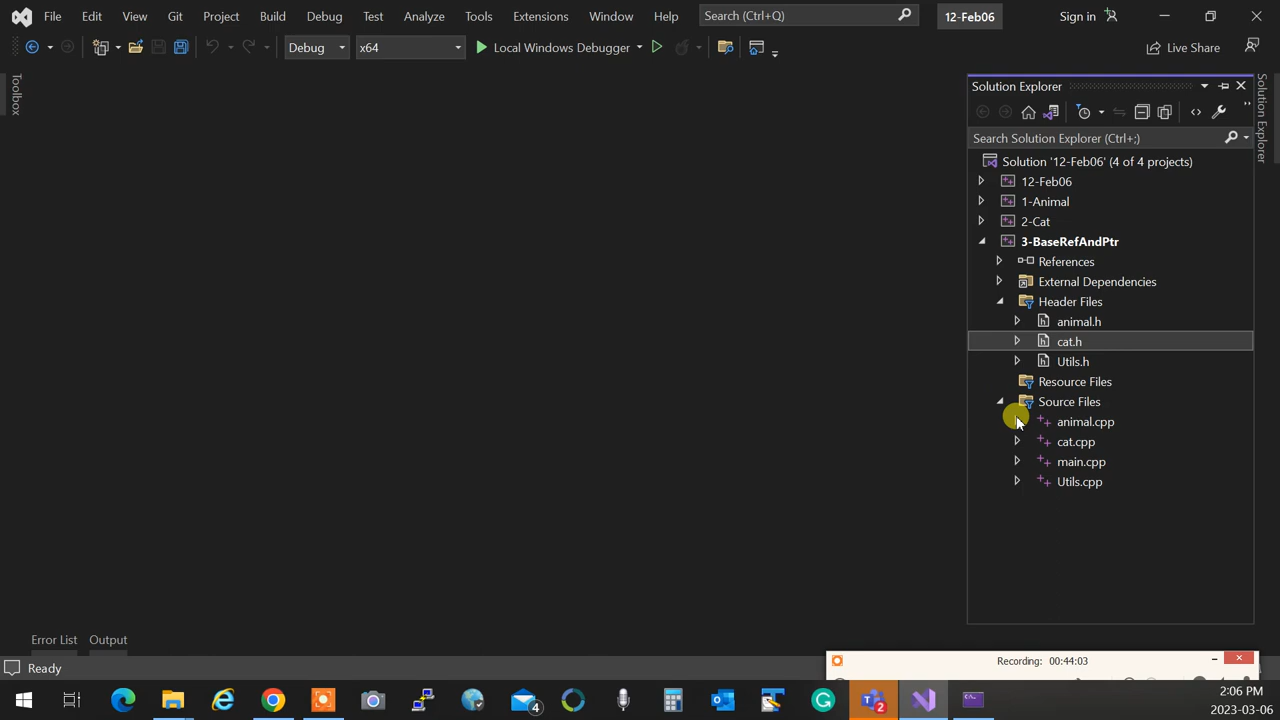 File Edit View Git Project Build Debug Test Analyze Tools Extensions Window Help Search (Ctrl+Q) 12-Feb06 Sign in
Debug x64 Local Windows Debugger Live Share
Toolbox
Solution Explorer
Solution Explorer
Search Solution Explorer (Ctrl+;)
Solution '12-Feb06' (4 of 4 projects)
12-Feb06
1-Animal
2-Cat
3-BaseRefAndPtr
References
External Dependencies
Header Files
animal.h
cat.h
Utils.h
Resource Files
Source Files
animal.cpp
cat.cpp
main.cpp
Utils.cpp
Error List Output
Ready
Recording: 00:44:03
4
2
2:06 PM
2023-03-06